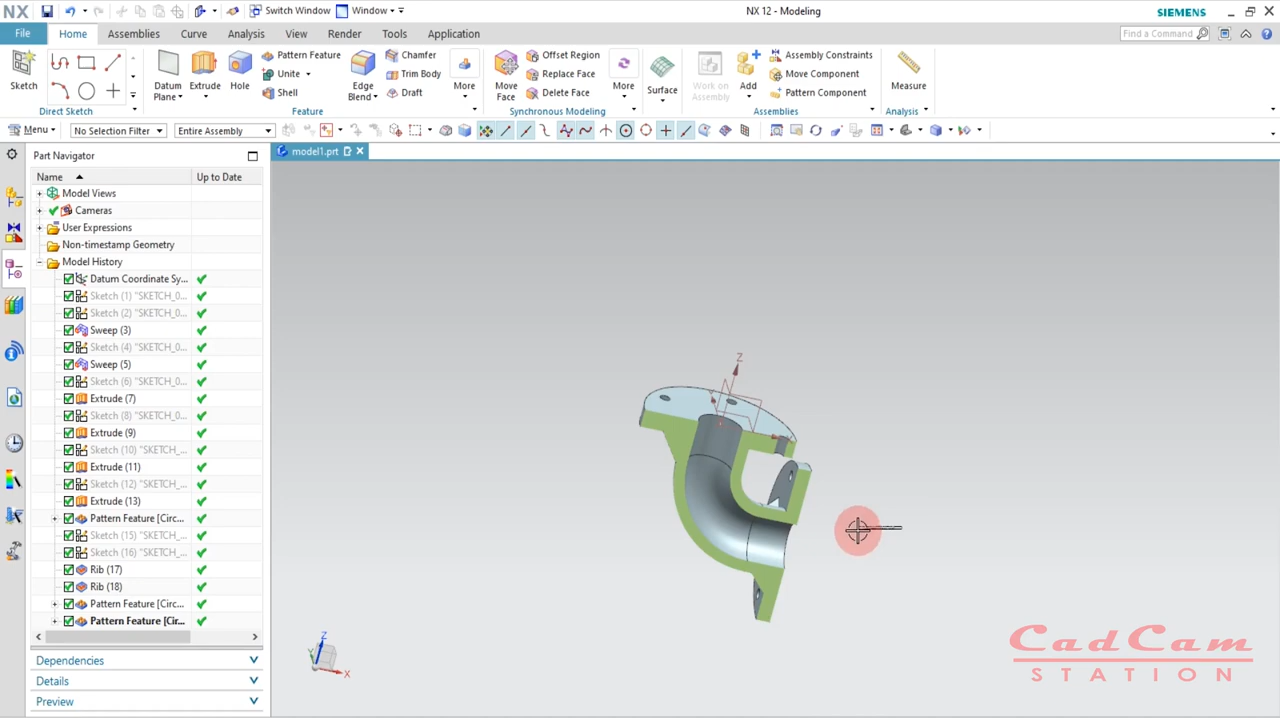 NX
Switch Window
Window
NX 12 - Modeling
SIEMENS
File
Home
Assemblies
Curve
Analysis
View
Render
Tools
Application
Find a Command
Sketch
Direct Sketch
Datum Plane
Extrude
Hole
Pattern Feature
Unite
Shell
Edge Blend
Chamfer
Trim Body
Draft
More
Feature
Move Face
Offset Region
Replace Face
Delete Face
More
Synchronous Modeling
Surface
Work on Assembly
Add
Assembly Constraints
Move Component
Pattern Component
Assemblies
Measure
Analysis
Menu
No Selection Filter
Entire Assembly
Part Navigator
model1.prt
Name
Up to Date
Model Views
Cameras
User Expressions
Non-timestamp Geometry
Model History
Datum Coordinate Sy...
Sketch (1) "SKETCH_0...
Sketch (2) "SKETCH_0...
Sweep (3)
Sketch (4) "SKETCH_0...
Sweep (5)
Sketch (6) "SKETCH_0...
Extrude (7)
Sketch (8) "SKETCH_0...
Extrude (9)
Sketch (10) "SKETCH_...
Extrude (11)
Sketch (12) "SKETCH_...
Extrude (13)
Pattern Feature [Circ...
Sketch (15) "SKETCH_...
Sketch (16) "SKETCH_...
Rib (17)
Rib (18)
Pattern Feature [Circ...
Pattern Feature [Cir...
Dependencies
Details
Preview
Z
Z
X
CadCam
STATION